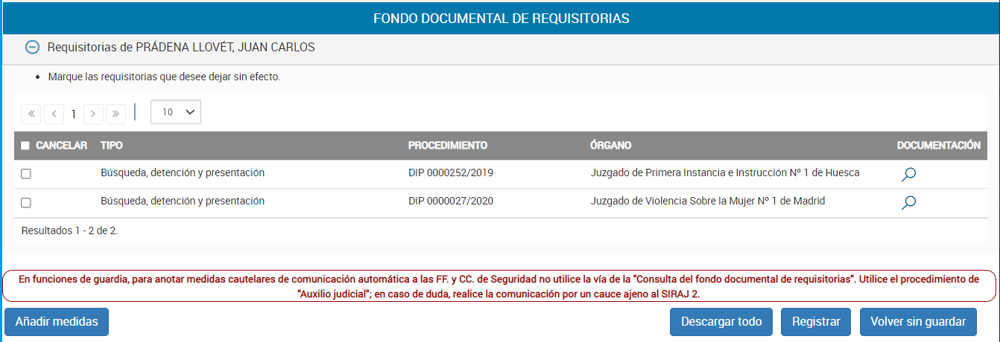 FONDO DOCUMENTAL DE REQUISITORIAS
Requisitorias de PRÁDENA LLOVÉT, JUAN CARLOS
• Marque las requisitorias que desee dejar sin efecto.
« < 1 > » 10
CANCELAR TIPO PROCEDIMIENTO ÓRGANO DOCUMENTACIÓN
Búsqueda, detención y presentación DIP 0000252/2019 Juzgado de Primera Instancia e Instrucción Nº 1 de Huesca
Búsqueda, detención y presentación DIP 0000027/2020 Juzgado de Violencia Sobre la Mujer Nº 1 de Madrid
Resultados 1 - 2 de 2.
En funciones de guardia, para anotar medidas cautelares de comunicación automática a las FF. y CC. de Seguridad no utilice la vía de la "Consulta del fondo documental de requisitorias". Utilice el procedimiento de
"Auxilio judicial"; en caso de duda, realice la comunicación por un cauce ajeno al SIRAJ 2.
Añadir medidas Descargar todo Registrar Volver sin guardar